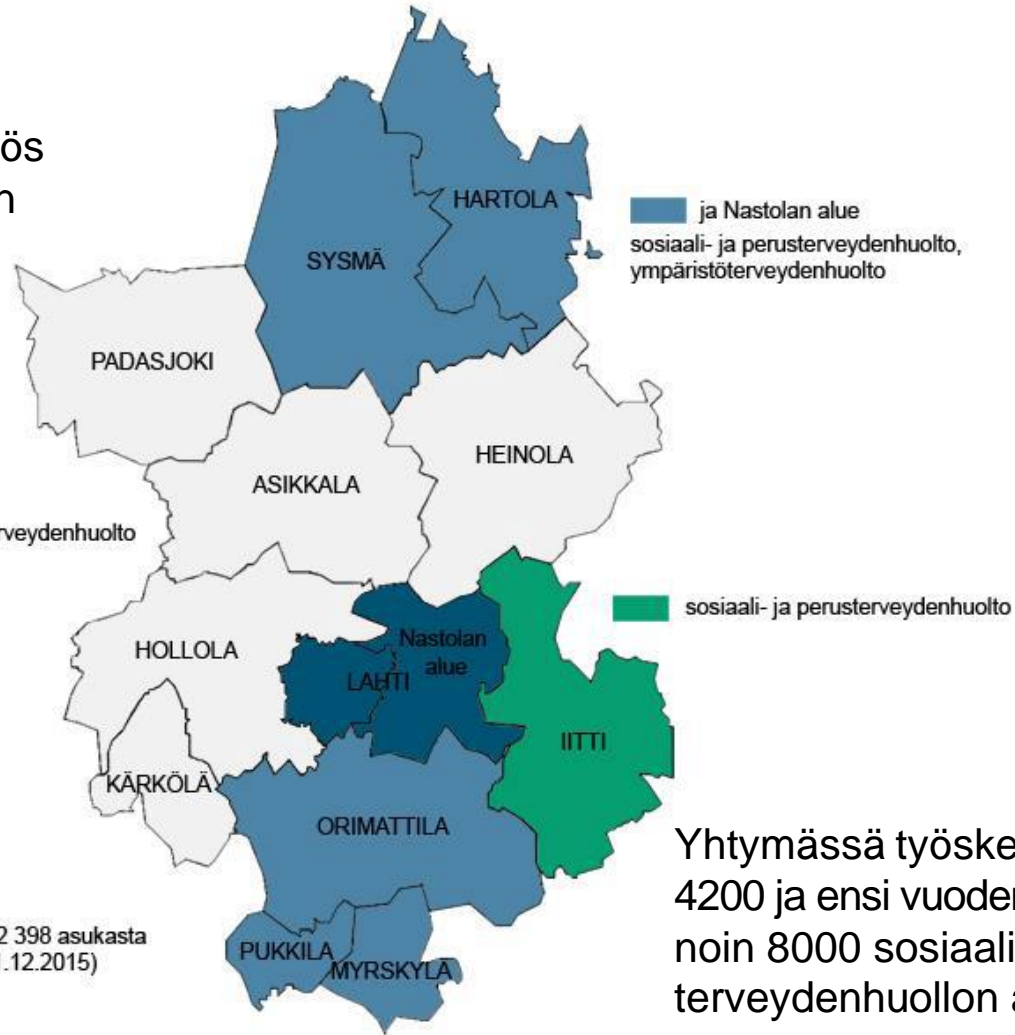 ös
HARTOLA
ja Nastolan alue
sosiaali- ja perusterveydenhuolto,
ympäristöterveydenhuolto
SYSMÄ
PADASJOKI
HEINOLA
ASIKKALA
rveydenhuolto
sosiaali- ja perusterveydenhuolto
HOLLOLA
Nastolan
alue
LAHTI
IITTI
KÄRKÖLÄ
ORIMATTILA
Yhtymässä työske
4200 ja ensi vuoden
noin 8000 sosiaali
terveydenhuollon a
2 398 asukasta
1.12.2015)
PUKKILA
MYRSKYLÄ